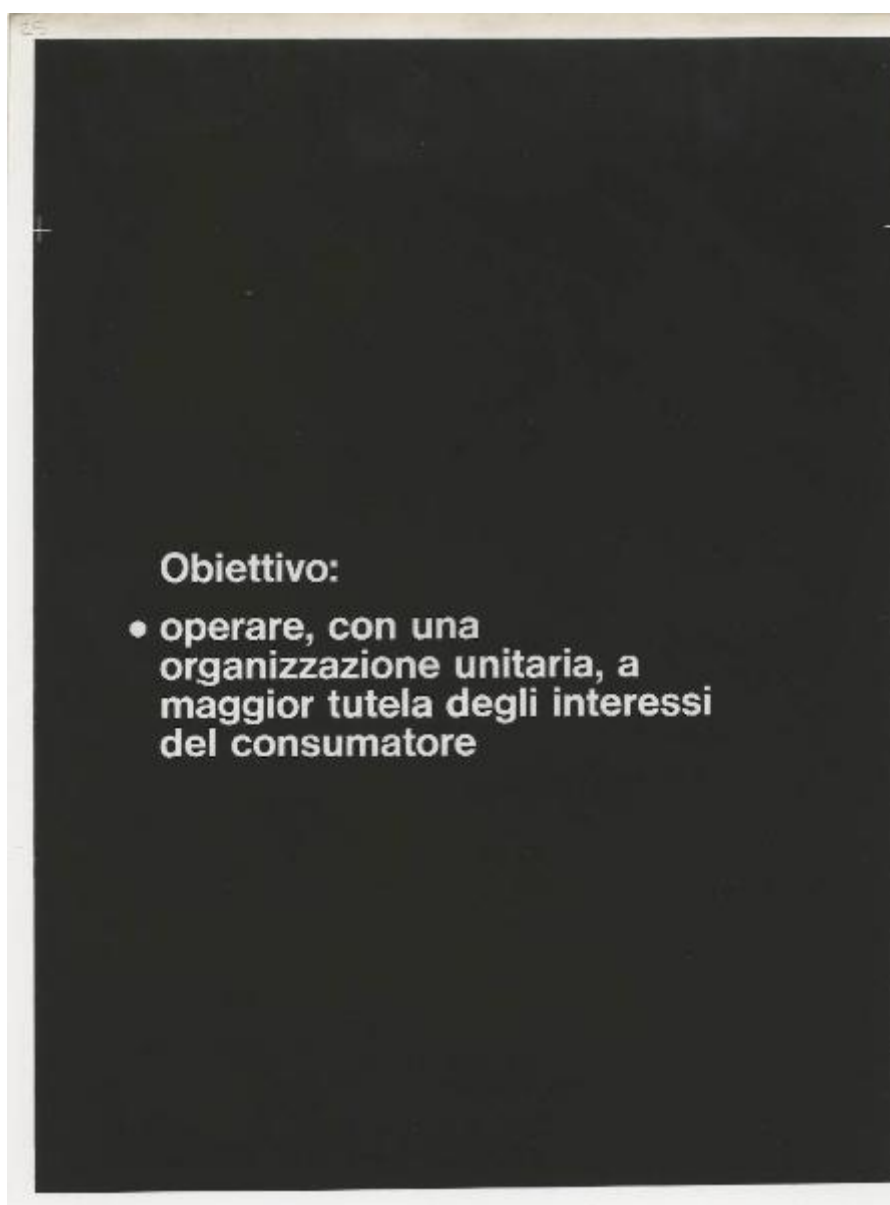 Obiettivo:
• operare, con una
organizzazione unitaria, a
maggior tutela degli interessi
del consumatore